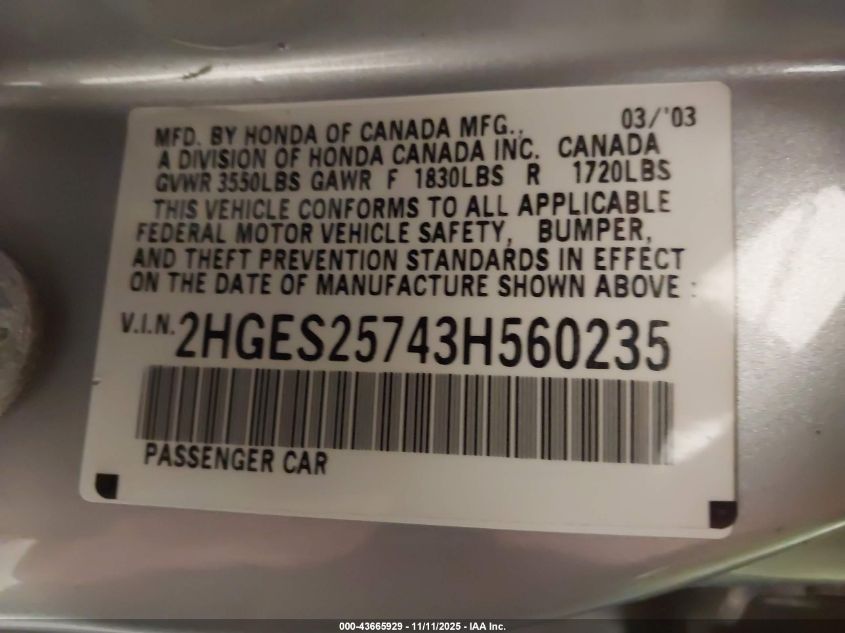 03/'03
MFD. BY HONDA OF CANADA MFG.,
A DIVISION OF HONDA CANADA INC. CANADA
GVWR 3550LBS GAWR F 1830LBS R 1720LBS
THIS VEHICLE CONFORMS TO ALL APPLICABLE
FEDERAL MOTOR VEHICLE SAFETY, BUMPER,
AND THEFT PREVENTION STANDARDS IN EFFECT
ON THE DATE OF MANUFACTURE SHOWN ABOVE :
V.I.N. 2HGES25743H560235
PASSENGER CAR
000-43665929 - 11/11/2025 - IAA Inc.